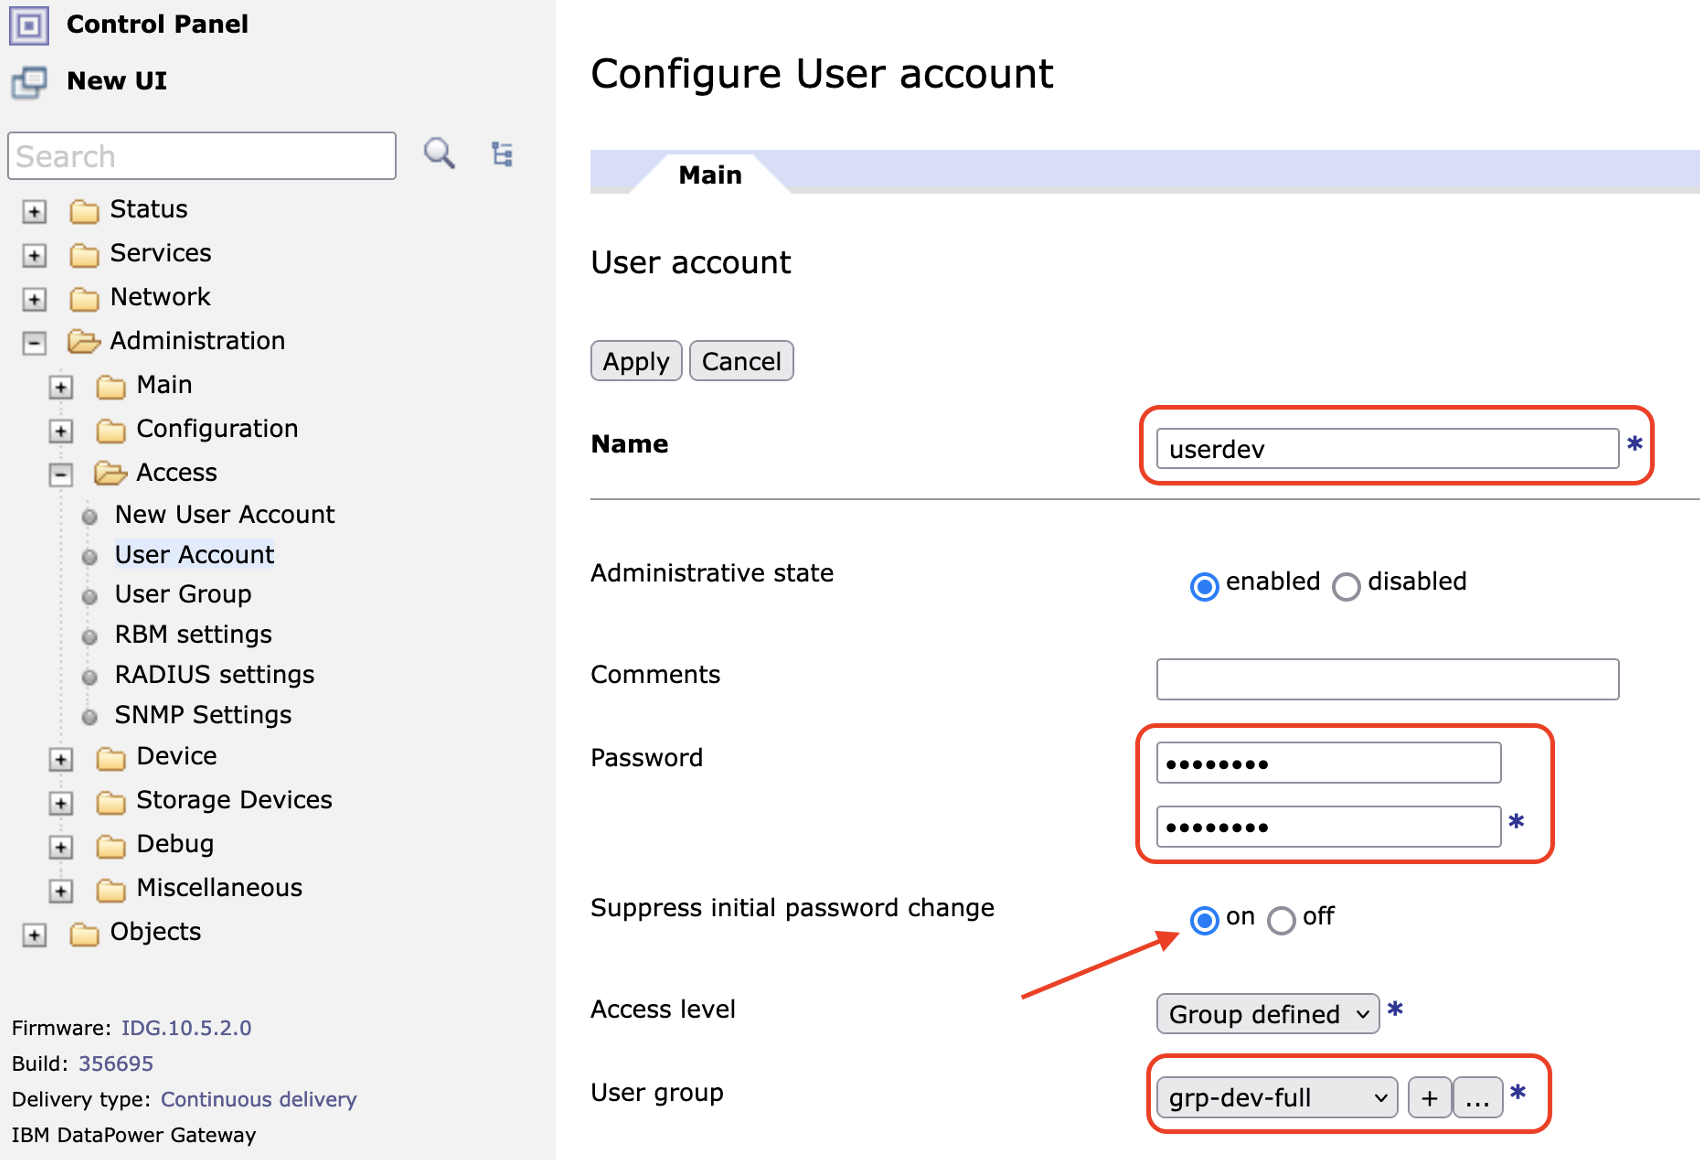 Control Panel
New UI
Search
Status
Services
Network
Administration
Main
Configuration
Access
New User Account
User Account
User Group
RBM settings
RADIUS settings
SNMP Settings
Device
Storage Devices
Debug
Miscellaneous
Objects
Firmware: IDG.10.5.2.0
Build: 356695
Delivery type: Continuous delivery
IBM DataPower Gateway
Configure User account
Main
User account
Apply Cancel
Name userdev *
Administrative state enabled disabled
Comments
Password ••••••••
•••••••• *
Suppress initial password change on off
Access level Group defined *
User group grp-dev-full + ... *